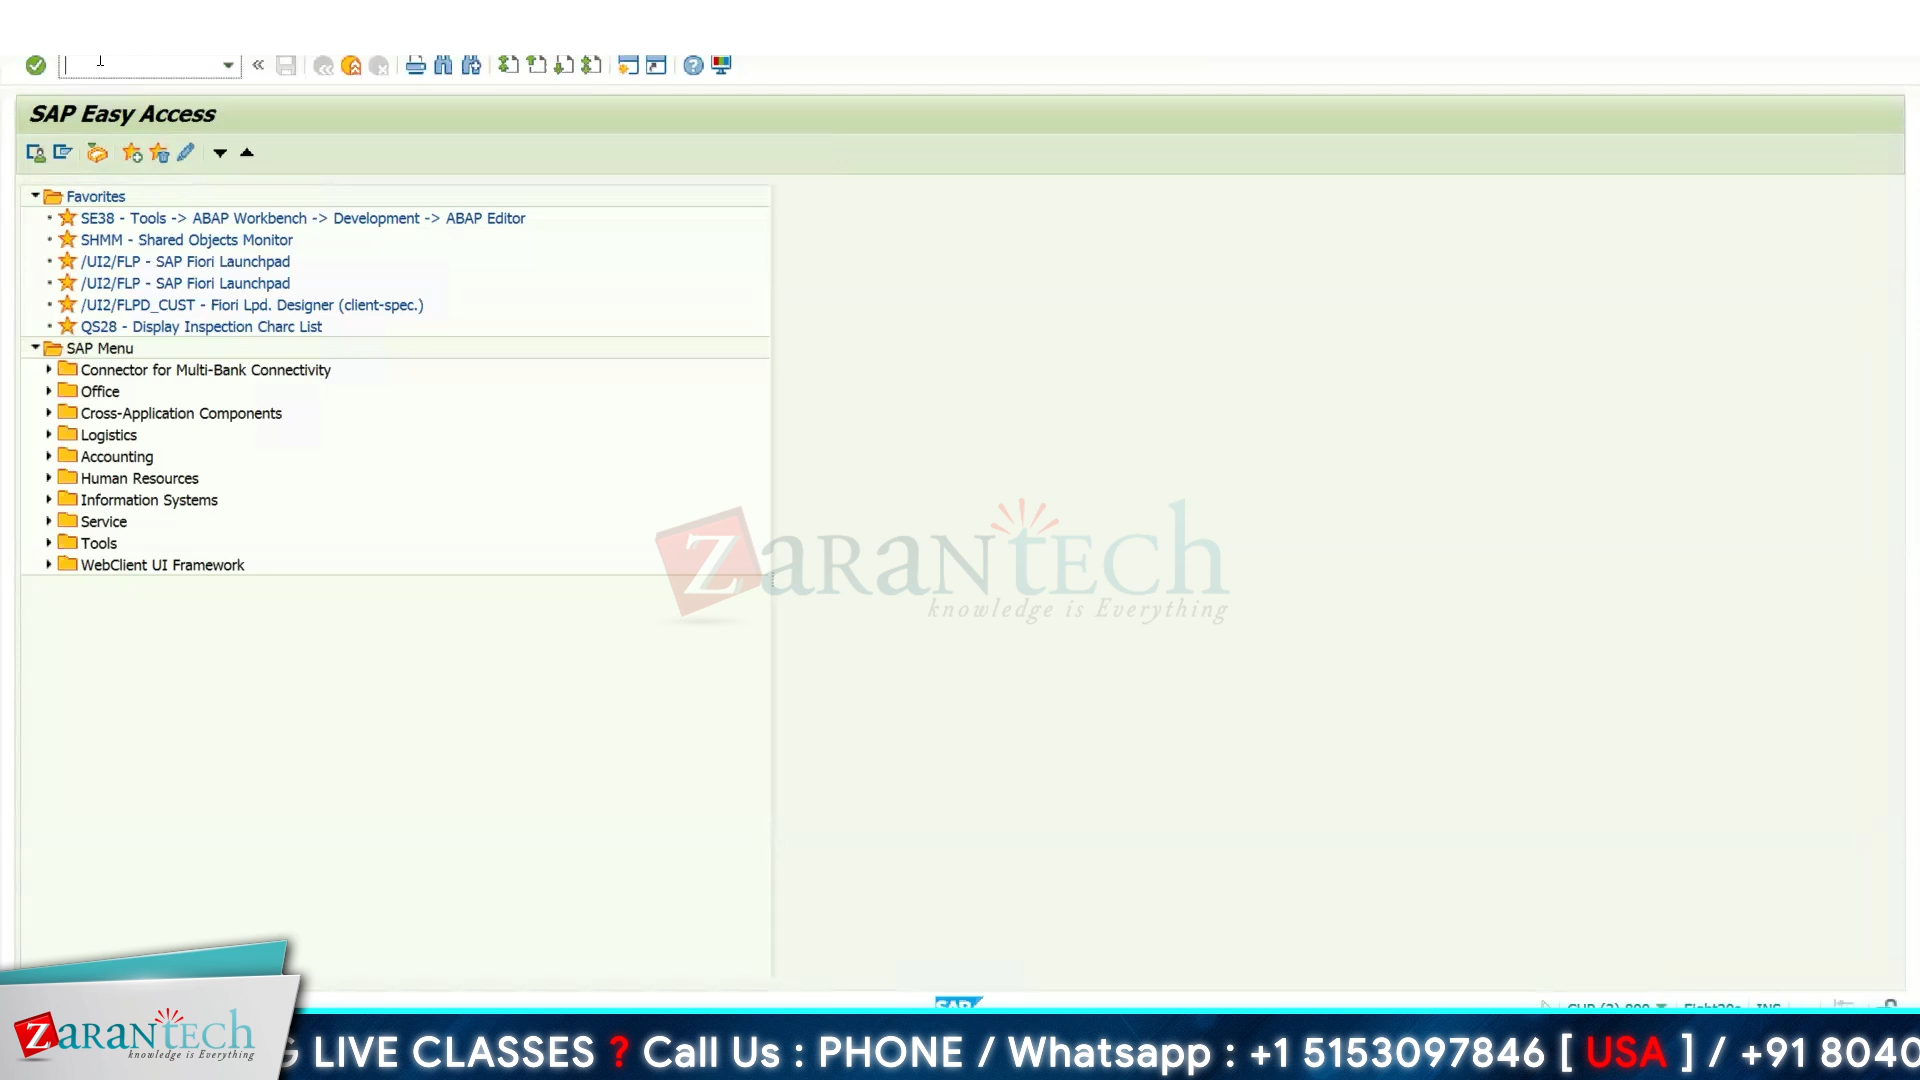 SAP Easy Access
Favorites
SE38 - Tools -> ABAP Workbench -> Development -> ABAP Editor
SHMM - Shared Objects Monitor
/UI2/FLP - SAP Fiori Launchpad
/UI2/FLP - SAP Fiori Launchpad
/UI2/FLPD_CUST - Fiori Lpd. Designer (client-spec.)
QS28 - Display Inspection Charc List
SAP Menu
Connector for Multi-Bank Connectivity
Office
Cross-Application Components
Logistics
Accounting
Human Resources
Information Systems
Service
Tools
WebClient UI Framework
ZARANTECH
knowledge is Everything
SAP
ZARANTECH
knowledge is Everything
G LIVE CLASSES ? Call Us : PHONE / Whatsapp : +1 5153097846 [ USA ] / +91 8040